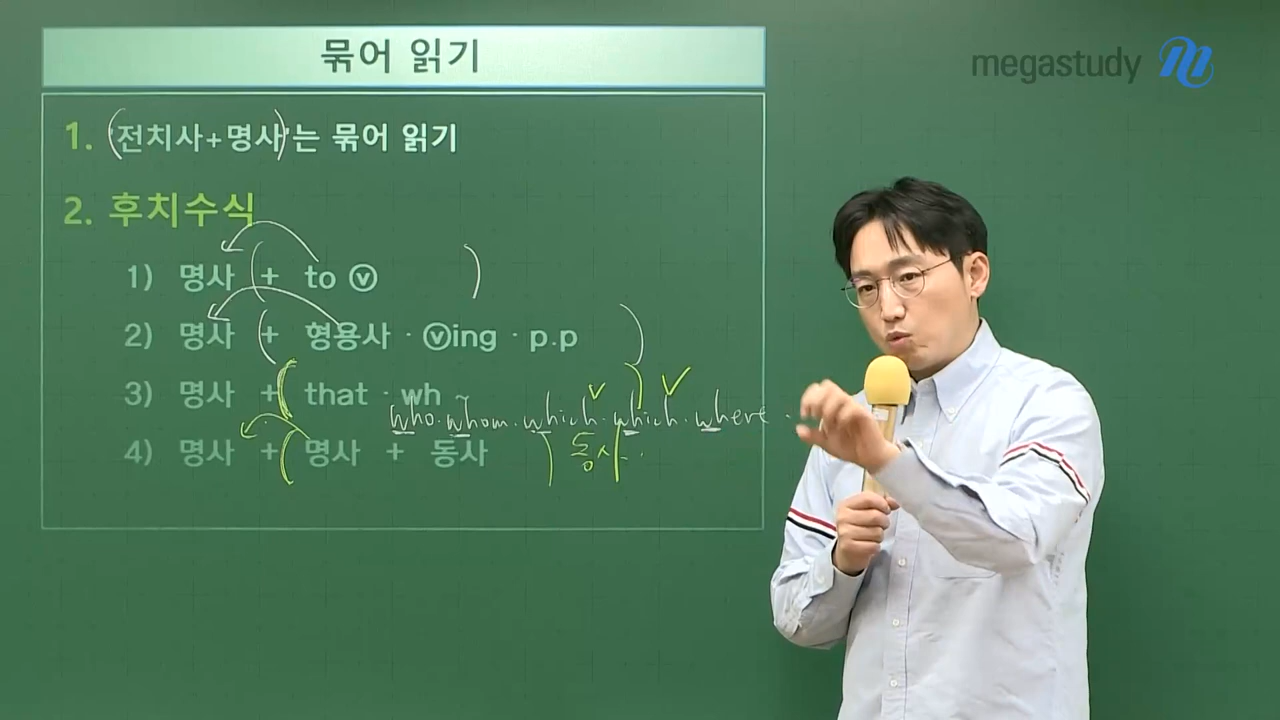 묶어 읽기
megastudy
1. '전치사+명사'는 묶어 읽기
2. 후치수식
1) 명사 ( + to ⓥ )
2) 명사 ( + 형용사 · ⓥing · p.p )
3) 명사 + ( that · wh ~ ) v v
who · whom · which · which · where ·
4) 명사 + ( 명사 + 동사 ) 동사 ·